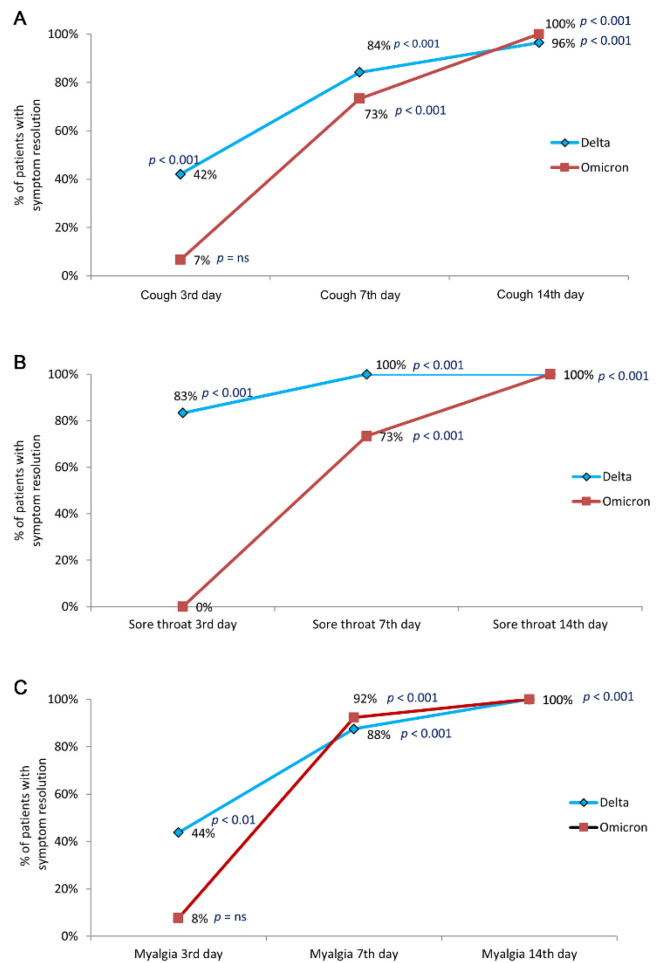 A
100%
80%
60%
40%
20%
0%
% of patients with
symptom resolution
p < 0.001
42%
7% p = ns
84% p < 0.001
73% p < 0.001
100% p < 0.001
96% p < 0.001
Delta
Omicron
Cough 3rd day Cough 7th day Cough 14th day
B
100%
80%
60%
40%
20%
0%
% of patients with
symptom resolution
83% p < 0.001
0%
100% p < 0.001
73% p < 0.001
100% p < 0.001
Delta
Omicron
Sore throat 3rd day Sore throat 7th day Sore throat 14th day
C
100%
80%
60%
40%
20%
0%
% of patients with
symptom resolution
p < 0.01
44%
8% p = ns
92% p < 0.001
88% p < 0.001
100% p < 0.001
Delta
Omicron
Myalgia 3rd day Myalgia 7th day Myalgia 14th day